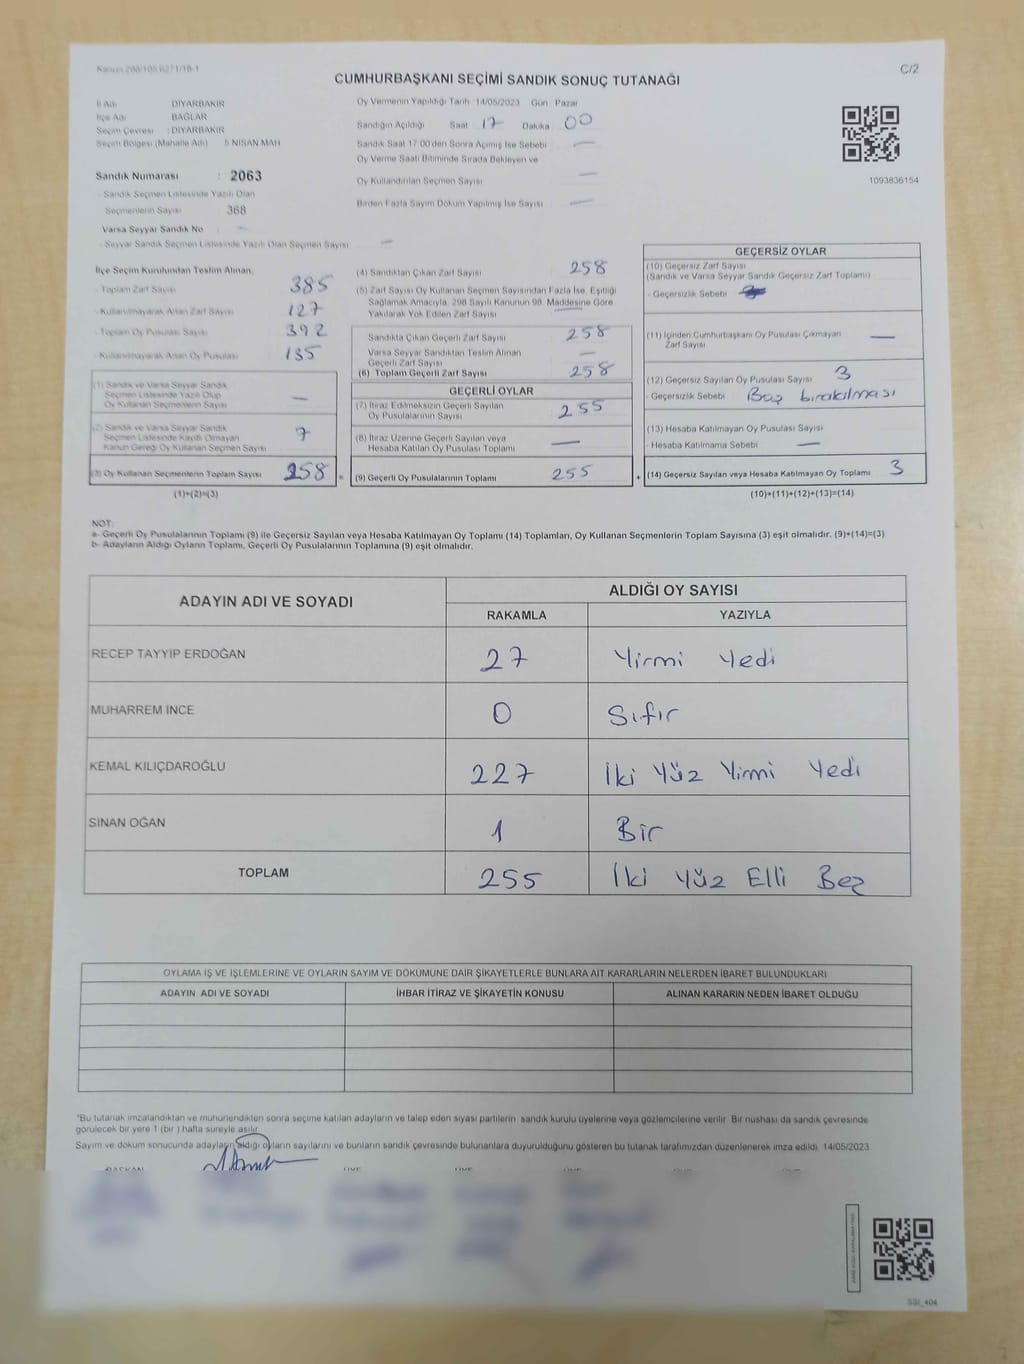 C/2
CUMHURBAŞKANI SEÇİMİ SANDIK SONUÇ TUTANAĞI
İl Adı : DİYARBAKIR
İlçe Adı : BAĞLAR
Seçim Çevresi : DİYARBAKIR
Seçim Bölgesi (Mahalle Adı) : 5 NİSAN MAH
Sandık Numarası : 2063
- Sandık Seçmen Listesinde Yazılı Olan
Seçmenlerin Sayısı : 368
Varsa Seyyar Sandık No : —
- Seyyar Sandık Seçmen Listesinde Yazılı Olan Seçmen Sayısı —
Oy Vermenin Yapıldığı Tarih 14/05/2023 Gün Pazar
Sandığın Açıldığı Saat 17 Dakika 00
Sandık Saat 17 00'den Sonra Açmış İse Sebebi —
Oy Verme Saati Bitiminde Sırada Bekleyen ve
Oy Kullandırılan Seçmen Sayısı —
Birden Fazla Sayım Döküm Yapılmış İse Sayısı —
1093836154
İlçe Seçim Kurulundan Teslim Alınan;
- Toplam Zarf Sayısı 385
- Kullanılmayarak Artan Zarf Sayısı 127
- Toplam Oy Pusulası Sayısı 392
- Kullanılmayarak Artan Oy Pusulası 135
(1) Sandık ve Varsa Seyyar Sandık
Seçmen Listesinde Yazılı Olup
Oy Kullanan Seçmenlerin Sayısı —
(2) Sandık ve Varsa Seyyar Sandık
Seçmen Listesinde Kayıtlı Olmayan
Kanun Gereği Oy Kullanan Seçmen Sayısı 7
(3) Oy Kullanan Seçmenlerin Toplam Sayısı 258 =
(1)+(2)=(3)
(4) Sandıktan Çıkan Zarf Sayısı 258
(5) Zarf Sayısı Oy Kullanan Seçmen Sayısından Fazla İse, Eşitliği
Sağlamak Amacıyla, 298 Sayılı Kanunun 98. Maddesine Göre
Yakılarak Yok Edilen Zarf Sayısı —
Sandıkta Çıkan Geçerli Zarf Sayısı 258
Varsa Seyyar Sandıktan Teslim Alınan
Geçerli Zarf Sayısı —
(6) Toplam Geçerli Zarf Sayısı 258
GEÇERLİ OYLAR
(7) İtiraz Edilmeksizin Geçerli Sayılan
Oy Pusulalarının Sayısı 255
(8) İtiraz Üzerine Geçerli Sayılan veya
Hesaba Katılan Oy Pusulası Toplamı —
(9) Geçerli Oy Pusulalarının Toplamı 255 +
GEÇERSİZ OYLAR
(10) Geçersiz Zarf Sayısı
(Sandık ve Varsa Seyyar Sandık Geçersiz Zarf Toplamı)
- Geçersizlik Sebebi
(11) İçinden Cumhurbaşkanı Oy Pusulası Çıkmayan
Zarf Sayısı —
(12) Geçersiz Sayılan Oy Pusulası Sayısı 3
- Geçersizlik Sebebi Boş bırakılması
(13) Hesaba Katılmayan Oy Pusulası Sayısı
- Hesaba Katılmama Sebebi —
(14) Geçersiz Sayılan veya Hesaba Katılmayan Oy Toplamı 3
(10)+(11)+(12)+(13)=(14)
NOT:
a- Geçerli Oy Pusulalarının Toplamı (9) ile Geçersiz Sayılan veya Hesaba Katılmayan Oy Toplamı (14) Toplamları, Oy Kullanan Seçmenlerin Toplam Sayısına (3) eşit olmalıdır. (9)+(14)=(3)
b- Adayların Aldığı Oyların Toplamı, Geçerli Oy Pusulalarının Toplamına (9) eşit olmalıdır.
ADAYIN ADI VE SOYADI
ALDIĞI OY SAYISI
RAKAMLA YAZIYLA
RECEP TAYYİP ERDOĞAN 27 Yirmi Yedi
MUHARREM İNCE 0 Sıfır
KEMAL KILIÇDAROĞLU 227 İki Yüz Yirmi Yedi
SİNAN OĞAN 1 Bir
TOPLAM 255 İki Yüz Elli Beş
OYLAMA İŞ VE İŞLEMLERİNE VE OYLARIN SAYIM VE DÖKÜMÜNE DAİR ŞİKAYETLERLE BUNLARA AİT KARARLARIN NELERDEN İBARET BULUNDUKLARI
ADAYIN ADI VE SOYADI İHBAR İTİRAZ VE ŞİKAYETİN KONUSU ALINAN KARARIN NEDEN İBARET OLDUĞU
"Bu tutanak imzalandıktan ve mühürlendikten sonra seçime katılan adayların ve talep eden siyasi partilerin sandık kurulu üyelerine veya gözlemcilerine verilir. Bir nüshası da sandık çevresinde
görülecek bir yere 1 (bir) hafta süreyle asılır.
Sayım ve döküm sonucunda adayların aldığı oyların sayılarını ve bunların sandık çevresinde bulunanlara duyurulduğunu gösteren bu tutanak tarafımızdan düzenlenerek imza edildi. 14/05/2023
SSI_404